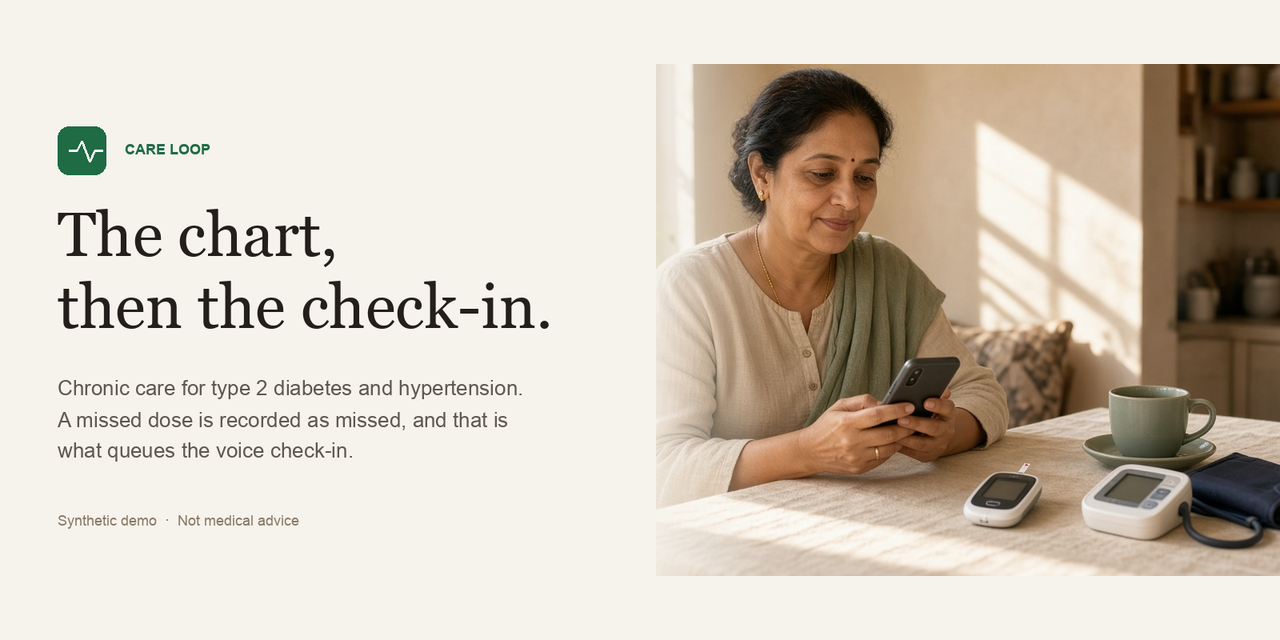 CARE LOOP
The chart,
then the check-in.
Chronic care for type 2 diabetes and hypertension.
A missed dose is recorded as missed, and that is
what queues the voice check-in.
Synthetic demo · Not medical advice